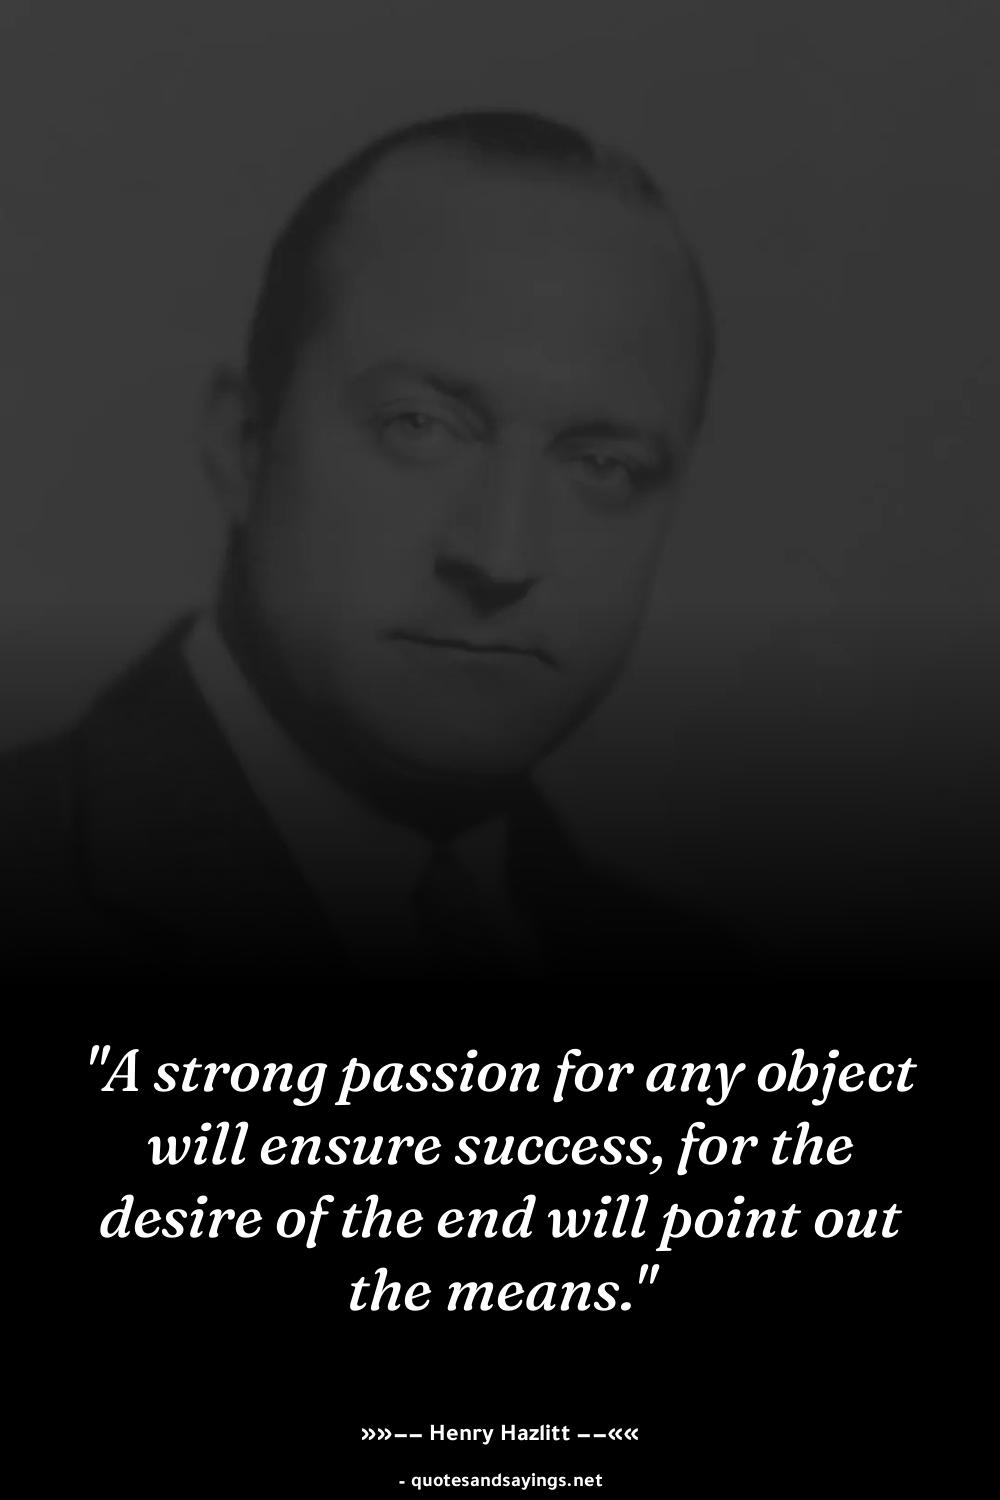 "A strong passion for any object
will ensure success, for the
desire of the end will point out
the means."
»»−− Henry Hazlitt −−««
- quotesandsayings.net